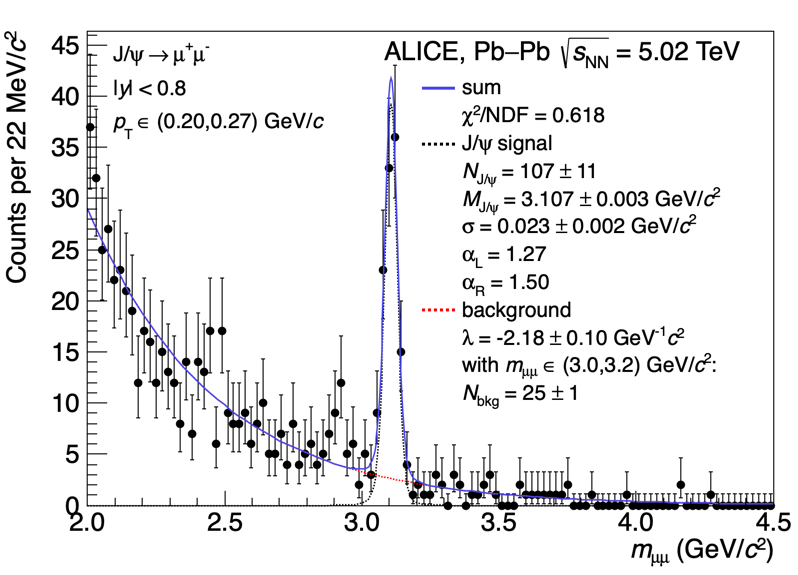 ALICE, Pb–Pb √sNN = 5.02 TeV
J/ψ → μ+μ-
|y| < 0.8
pT ∈ (0.20,0.27) GeV/c
sum
χ2/NDF = 0.618
J/ψ signal
NJ/ψ = 107 ± 11
MJ/ψ = 3.107 ± 0.003 GeV/c2
σ = 0.023 ± 0.002 GeV/c2
αL = 1.27
αR = 1.50
background
λ = -2.18 ± 0.10 GeV-1c2
with mμμ ∈ (3.0,3.2) GeV/c2:
Nbkg = 25 ± 1
Counts per 22 MeV/c2
45
40
35
30
25
20
15
10
5
0
2.0 2.5 3.0 3.5 4.0 4.5
mμμ (GeV/c2)